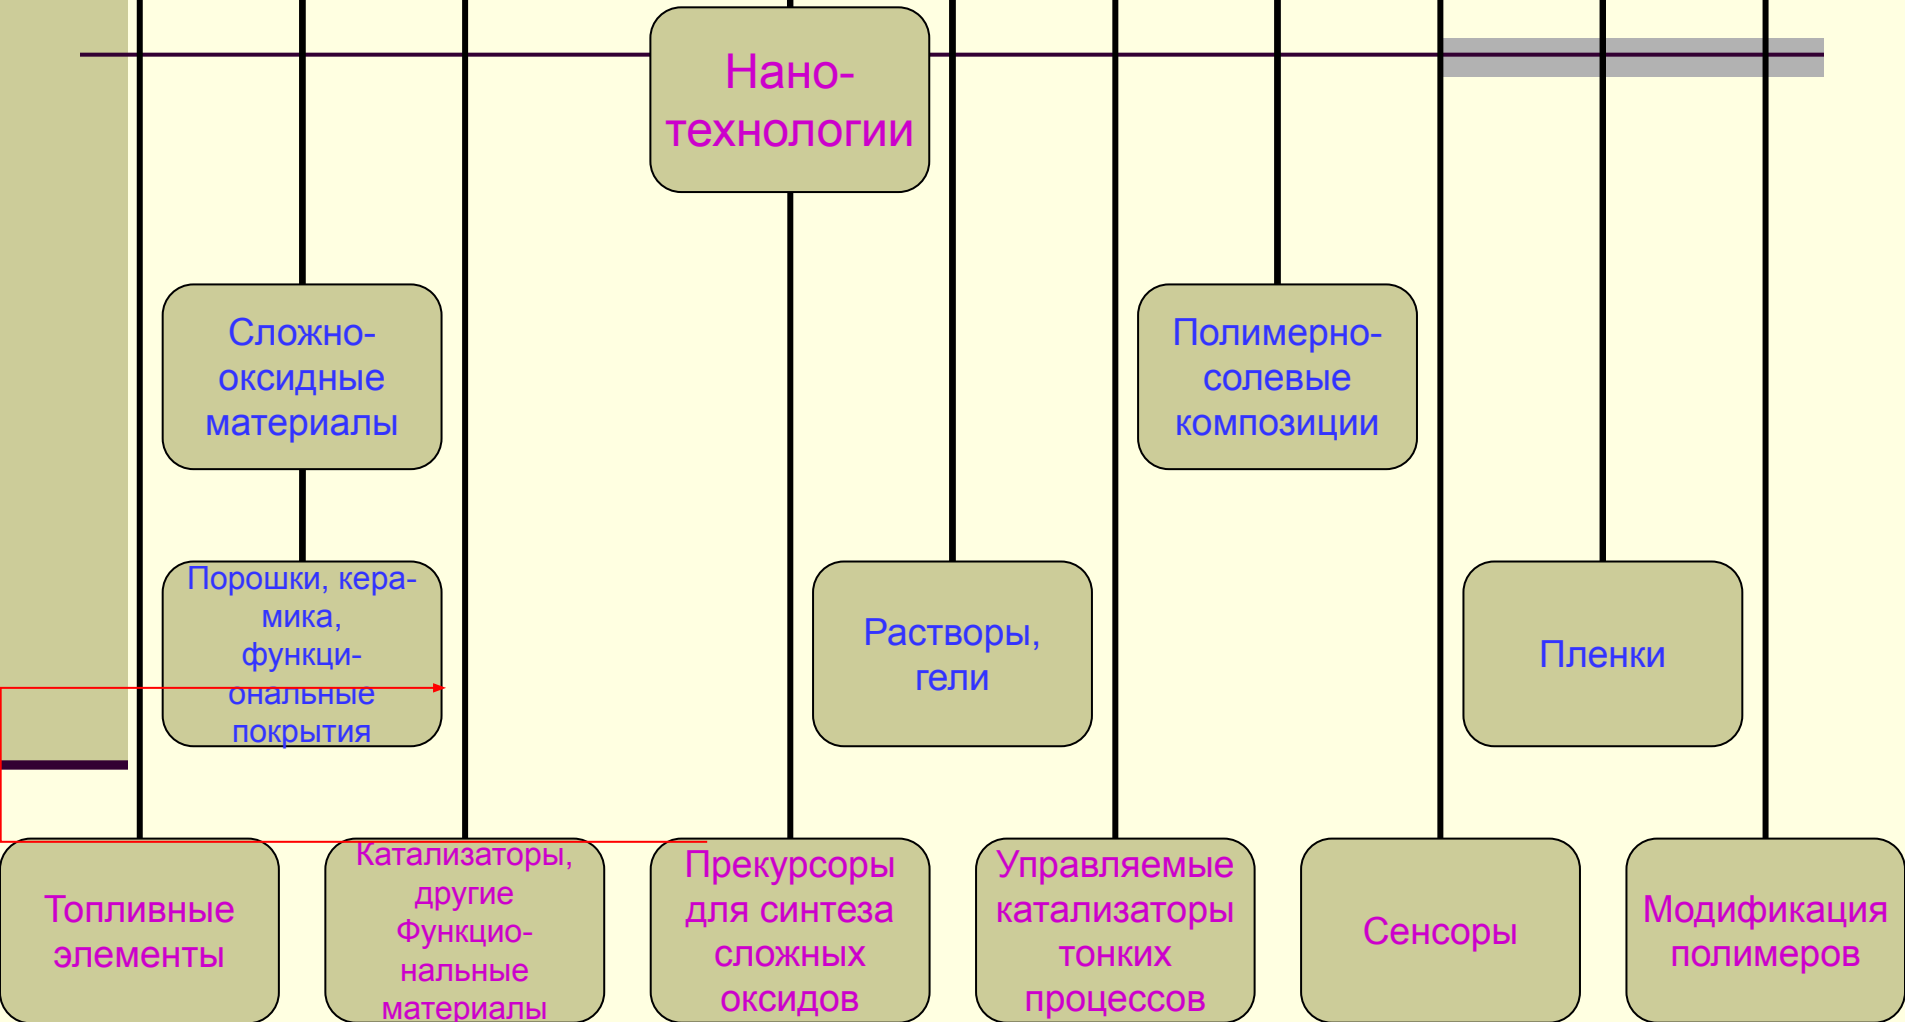 Нано-
технологии
Сложно-
оксидные
материалы
Полимерно-
солевые
композиции
Порошки, кера-
мика,
функци-
ональные
покрытия
Растворы,
гели
Пленки
Топливные
элементы
Катализаторы,
другие
Функцио-
нальные
материалы
Прекурсоры
для синтеза
сложных
оксидов
Управляемые
катализаторы
тонких
процессов
Сенсоры
Модификация
полимеров